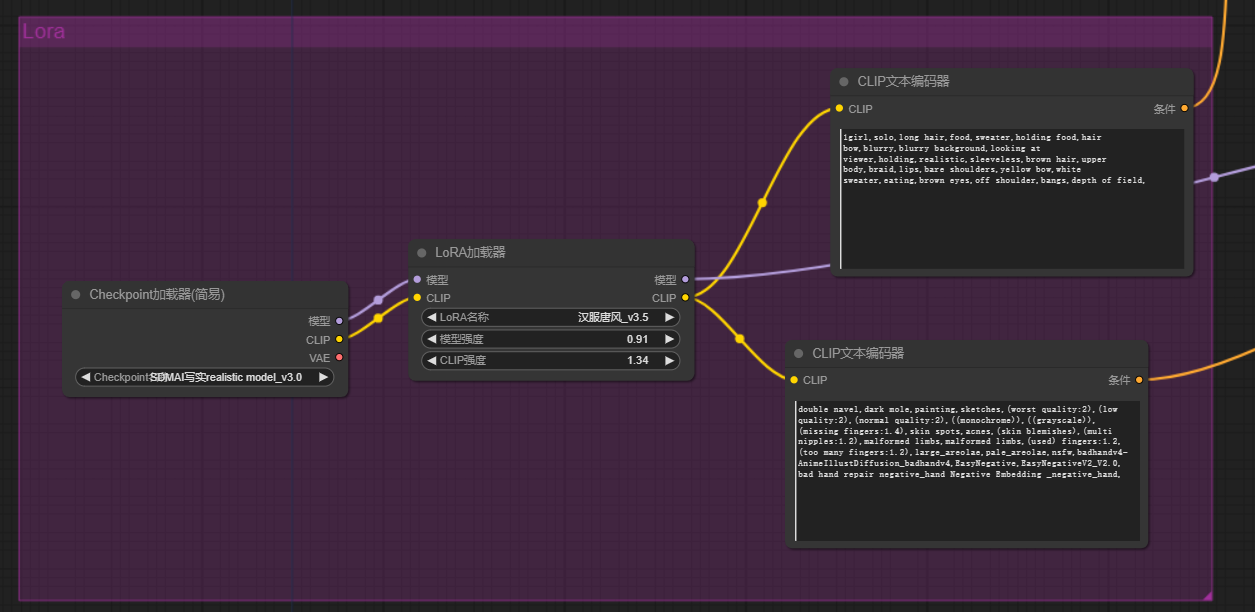 Lora
CLIP文本编码器
CLIP
条件
1girl,solo,long hair,food,sweater,holding food,hair
bow,blurry,blurry background,looking at
viewer,holding,realistic,sleeveless,brown hair,upper
body,braid,lips,bare shoulders,yellow bow,white
sweater,eating,brown eyes,off shoulder,bangs,depth of field,
LoRA加载器
模型 模型
CLIP CLIP
LoRA名称 汉服唐风_v3.5
模型强度 0.91
CLIP强度 1.34
Checkpoint加载器(简易)
模型
CLIP
VAE
Checkpoint SDMAI写实realistic model_v3.0
CLIP文本编码器
CLIP
条件
double navel,dark mole,painting,sketches,(worst quality:2),(low
quality:2),(normal quality:2),((monochrome)),((grayscale)),
(missing fingers:1.4),skin spots,acnes,(skin blemishes),(multi
nipples:1.2),malformed limbs,malformed limbs,(used) fingers:1.2,
(too many fingers:1.2),large_areolae,pale_areolae,nsfw,badhandv4-
AnimeIllustDiffusion_badhandv4,EasyNegative,EasyNegativeV2_V2.0,
bad hand repair negative_hand Negative Embedding _negative_hand,